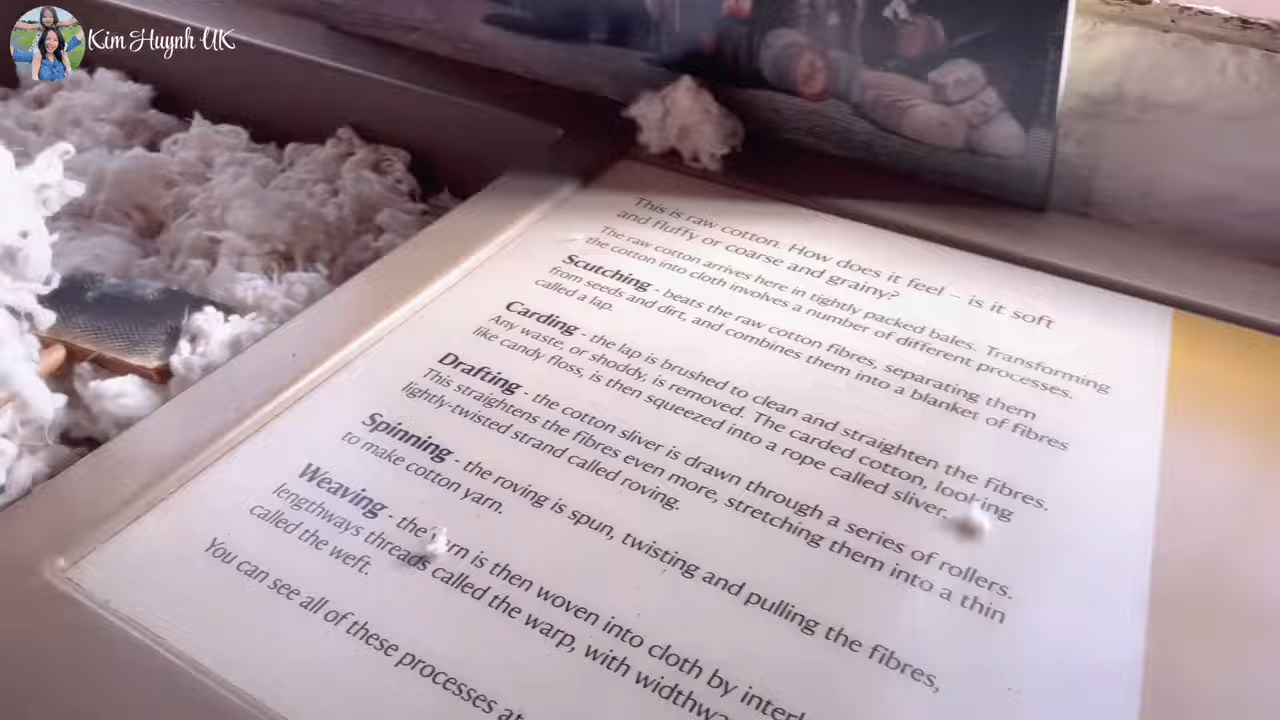 Kim Huynh UK
This is raw cotton. How does it feel – is it soft
and fluffy or coarse and grainy?
The raw cotton arrives here in tightly packed bales. Transforming
the cotton into cloth involves a number of different processes.
Scutching - beats the raw cotton fibres, separating them
from seeds and dirt, and combines them into a blanket of fibres
called a lap.
Carding - the lap is brushed to clean and straighten the fibres.
Any waste, or shoddy, is removed. The carded cotton, looking
like candy floss, is then squeezed into a rope called sliver.
Drafting - the cotton sliver is drawn through a series of rollers.
This straightens the fibres even more, stretching them into a thin
lightly-twisted strand called roving.
Spinning - the roving is spun, twisting and pulling the fibres,
to make cotton yarn.
Weaving - the yarn is then woven into cloth by
lengthways threads called the warp, with
called the weft.
You can see all of these processes at